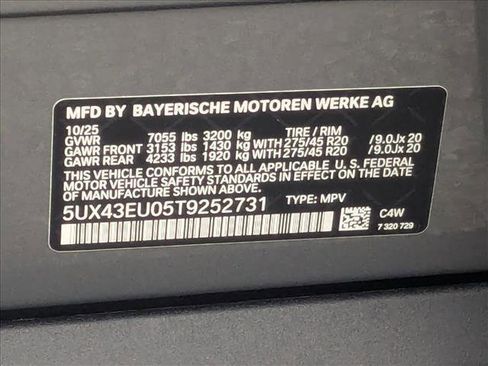 MFD BY BAYERISCHE MOTOREN WERKE AG
10/25 TIRE / RIM
GVWR 7055 lbs 3200 kg
GAWR FRONT 3153 lbs 1430 kg WITH 275/45 R20 /9.0Jx 20
GAWR REAR 4233 lbs 1920 kg WITH 275/45 R20 /9.0Jx 20
THIS VEHICLE CONFORMS TO ALL APPLICABLE U. S. FEDERAL
MOTOR VEHICLE SAFETY STANDARDS IN EFFECT ON THE DATE
OF MANUFACTURE SHOWN ABOVE.
5UX43EU05T9252731 TYPE: MPV
C4W
7 320 729